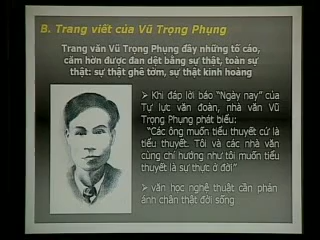 B. Trang viết của Vũ Trọng Phụng
Trang văn Vũ Trọng Phụng đầy những tố cáo,
căm hờn được đan dệt bằng sự thật, toàn sự
thật: sự thật ghê tởm, sự thật kinh hoàng
➢ Khi đáp lời báo "Ngày nay" của
Tự lực văn đoàn, nhà văn Vũ
Trọng Phụng phát biểu:
"Các ông muốn tiểu thuyết cứ là
tiểu thuyết. Tôi và các nhà văn
cùng chí hướng như tôi muốn tiểu
thuyết là sự thực ở đời"
➢ văn học nghệ thuật cần phản
ánh chân thật đời sống